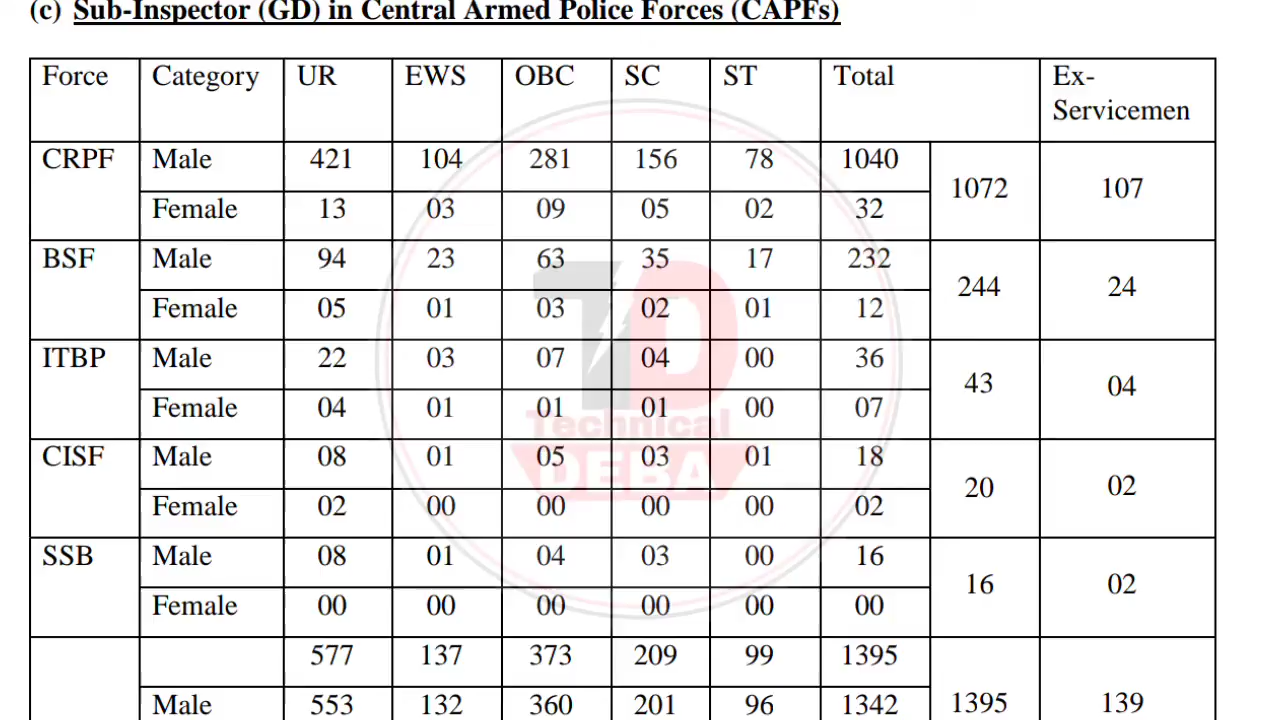 (c) Sub-Inspector (GD) in Central Armed Police Forces (CAPFs)
Force Category UR EWS OBC SC ST Total Ex-
Servicemen
CRPF Male 421 104 281 156 78 1040
1072 107
Female 13 03 09 05 02 32
BSF Male 94 23 63 35 17 232
244 24
Female 05 01 03 02 01 12
ITBP Male 22 03 07 04 00 36
43 04
Female 04 01 01 01 00 07
CISF Male 08 01 05 03 01 18
20 02
Female 02 00 00 00 00 02
SSB Male 08 01 04 03 00 16
16 02
Female 00 00 00 00 00 00
577 137 373 209 99 1395
Male 553 132 360 201 96 1342 1395 139
TD
Technical
DEBA